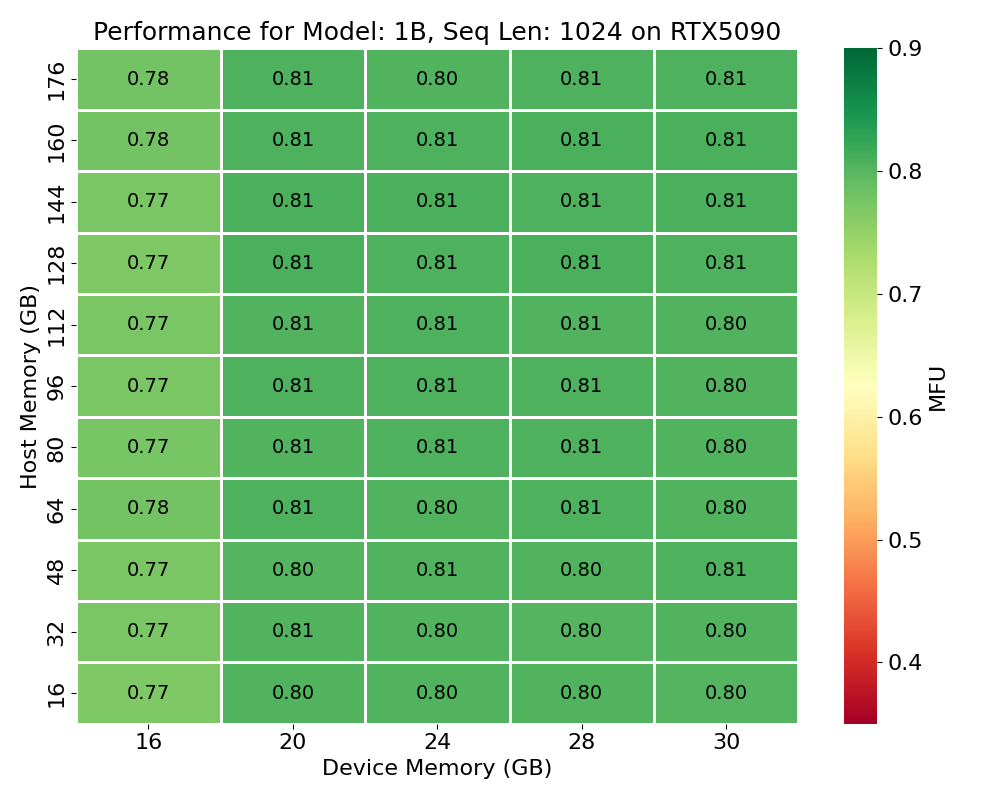 Performance for Model: 1B, Seq Len: 1024 on RTX5090
176 0.78 0.81 0.80 0.81 0.81
160 0.78 0.81 0.81 0.81 0.81
144 0.77 0.81 0.81 0.81 0.81
128 0.77 0.81 0.81 0.81 0.81
112 0.77 0.81 0.81 0.81 0.80
96 0.77 0.81 0.81 0.81 0.80
80 0.77 0.81 0.81 0.81 0.80
64 0.78 0.81 0.80 0.81 0.80
48 0.77 0.80 0.81 0.80 0.81
32 0.77 0.81 0.80 0.80 0.80
16 0.77 0.80 0.80 0.80 0.80
16 20 24 28 30
Device Memory (GB)
Host Memory (GB)
0.9
0.8
0.7
0.6
0.5
0.4
MFU